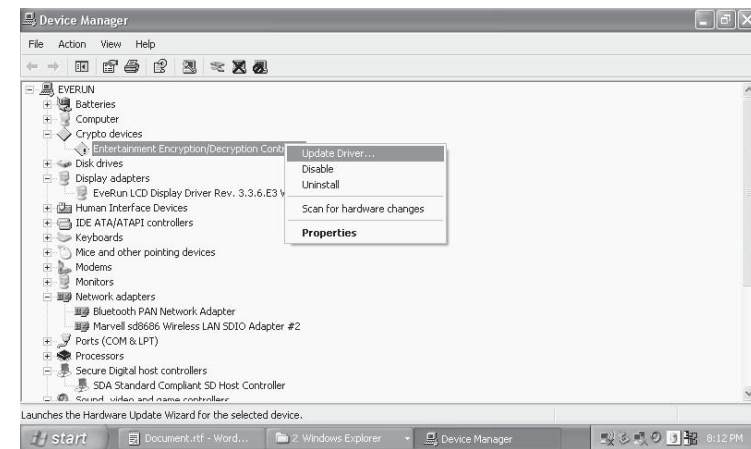 Device Manager
File Action View Help
EVERUN
Batteries
Computer
Crypto devices
Entertainment Encryption/Decryption
Update Driver...
Disk drives
Disable
Display adapters
Uninstall
EveRun LCD Display Driver Rev. 3.3.6.E3
Human Interface Devices
Scan for hardware changes
IDE ATA/ATAPI controllers
Keyboards
Properties
Mice and other pointing devices
Modems
Monitors
Network adapters
Bluetooth PAN Network Adapter
Marvell sd8686 Wireless LAN SDIO Adapter #2
Ports (COM & LPT)
Processors
Secure Digital host controllers
SDA Standard Compliant SD Host Controller
Sound, video and game controllers
Launches the Hardware Update Wizard for the selected device.
start Document.rtf - Word... 2 Windows Explorer Device Manager 8:12 PM